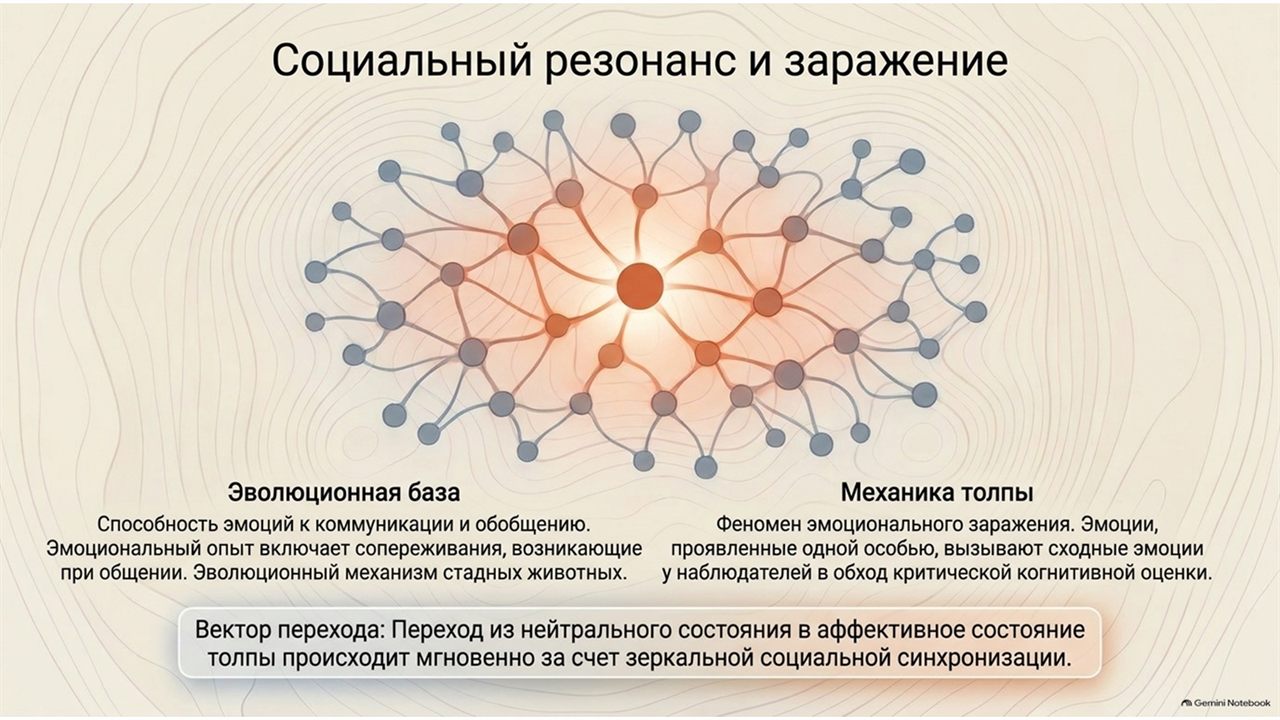 Социальный резонанс и заражение
Эволюционная база
Способность эмоций к коммуникации и обобщению.
Эмоциональный опыт включает сопереживания, возникающие
при общении. Эволюционный механизм стадных животных.
Механика толпы
Феномен эмоционального заражения. Эмоции,
проявленные одной особью, вызывают сходные эмоции
у наблюдателей в обход критической когнитивной оценки.
Вектор перехода: Переход из нейтрального состояния в аффективное состояние
толпы происходит мгновенно за счет зеркальной социальной синхронизации.
Gemini Notebook